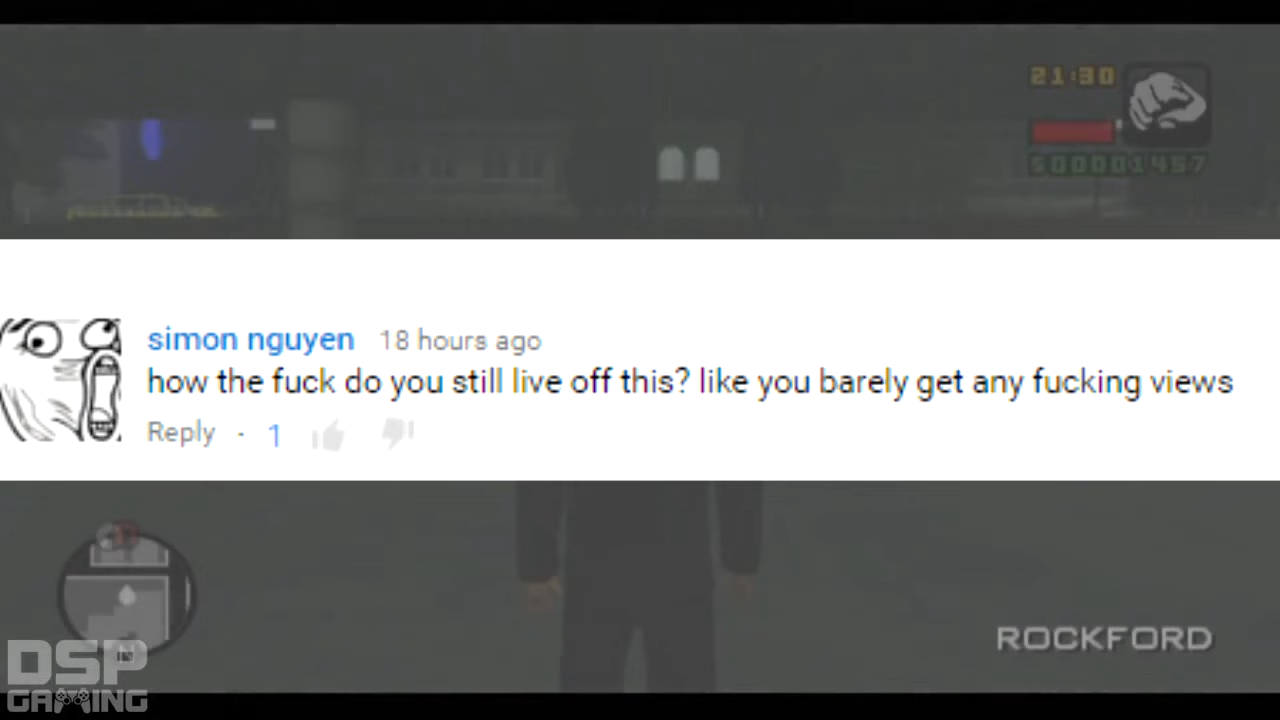 21:30
$00001457
simon nguyen 18 hours ago
how the fuck do you still live off this? like you barely get any fucking views
Reply · 1
ROCKFORD
N
DSP
GAMING